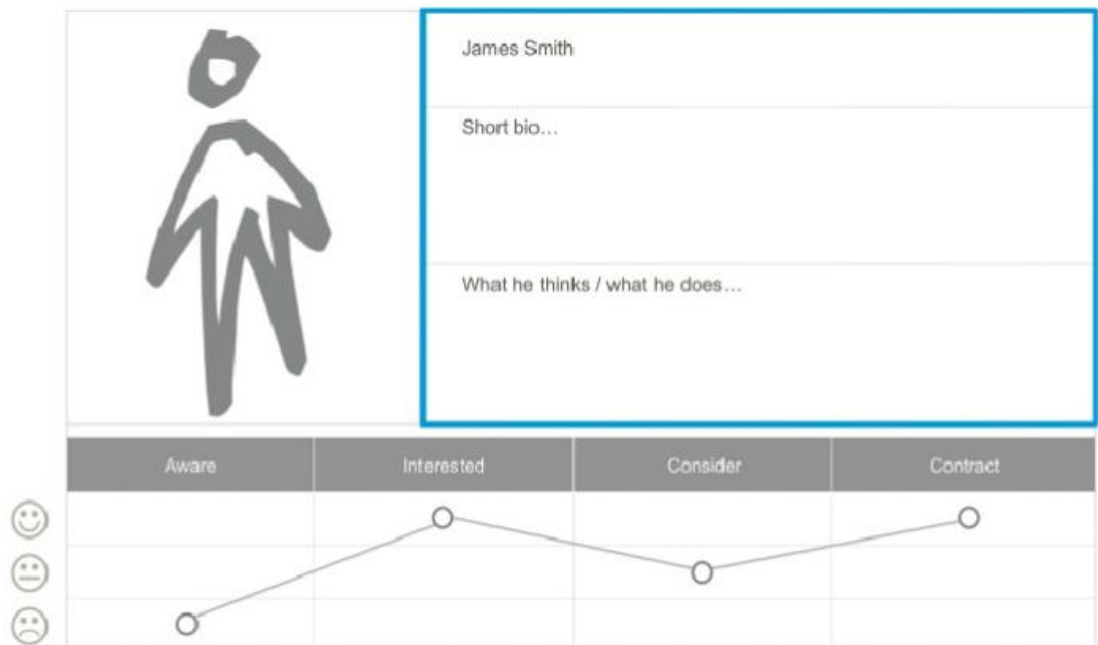 James Smith
Short bio...
What he thinks / what he does...
Aware Interested Consider Contract